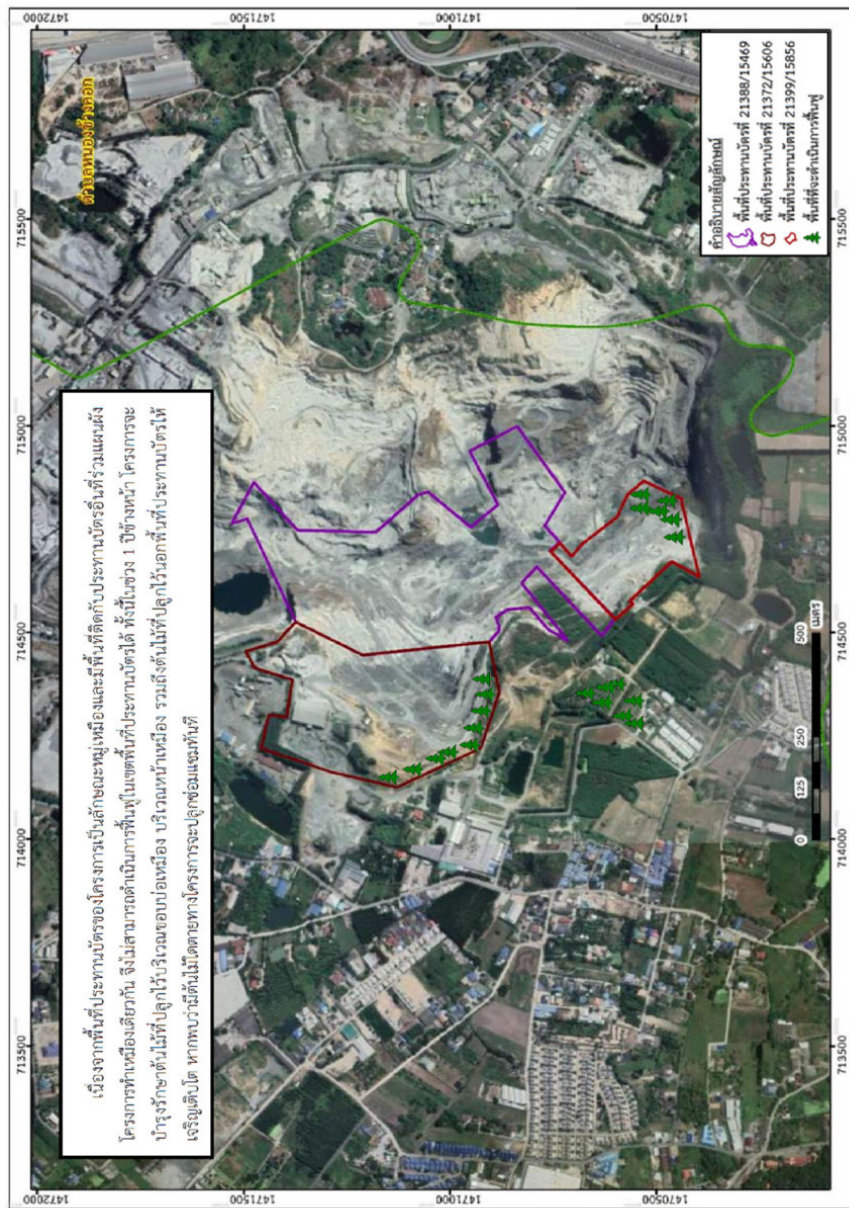 เนื่องจากพื้นที่ประทานบัตรของโครงการเป็นลักษณะหมู่เหมืองและมีพื้นที่ติดกับประทานบัตรอื่นที่ร่วมแผนผัง
โครงการทำเหมืองเดียวกัน จึงไม่สามารถดำเนินการฟื้นฟูในเขตพื้นที่ประทานบัตรได้ ทั้งนี้ในช่วง 1 ปีข้างหน้า โครงการจะ
บำรุงรักษาต้นไม้ที่ปลูกไว้บริเวณขอบบ่อเหมือง บริเวณหน้าเหมือง รวมถึงต้นไม้ที่ปลูกไว้นอกพื้นที่ประทานบัตรให้
เจริญเติบโต หากพบว่ามีต้นไม้ใดตายทางโครงการจะปลูกซ่อมแซมทันที
ตำบลหนองข้างคอก
1472000
1471500
1471000
1470500
1472000
1471500
1471000
1470500
713500
714000
714500
715000
715500
713500
714000
714500
715000
715500
0
125
250
500
เมตร
คำอธิบายสัญลักษณ์
พื้นที่ประทานบัตรที่ 21388/15469
พื้นที่ประทานบัตรที่ 21372/15606
พื้นที่ประทานบัตรที่ 21399/15856
พื้นที่ที่จะดำเนินการฟื้นฟู